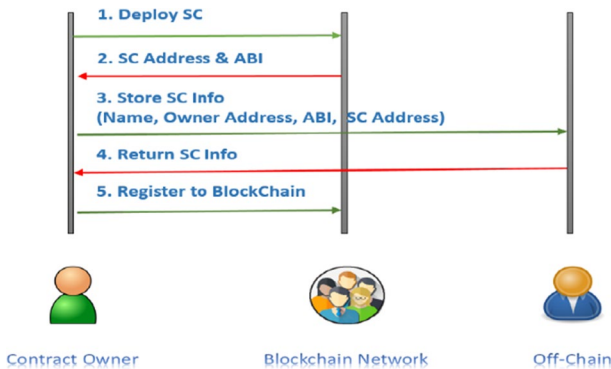 1. Deploy SC
2. SC Address & ABI
3. Store SC Info
(Name, Owner Address, ABI, SC Address)
4. Return SC Info
5. Register to BlockChain
Contract Owner
Blockchain Network
Off-Chain